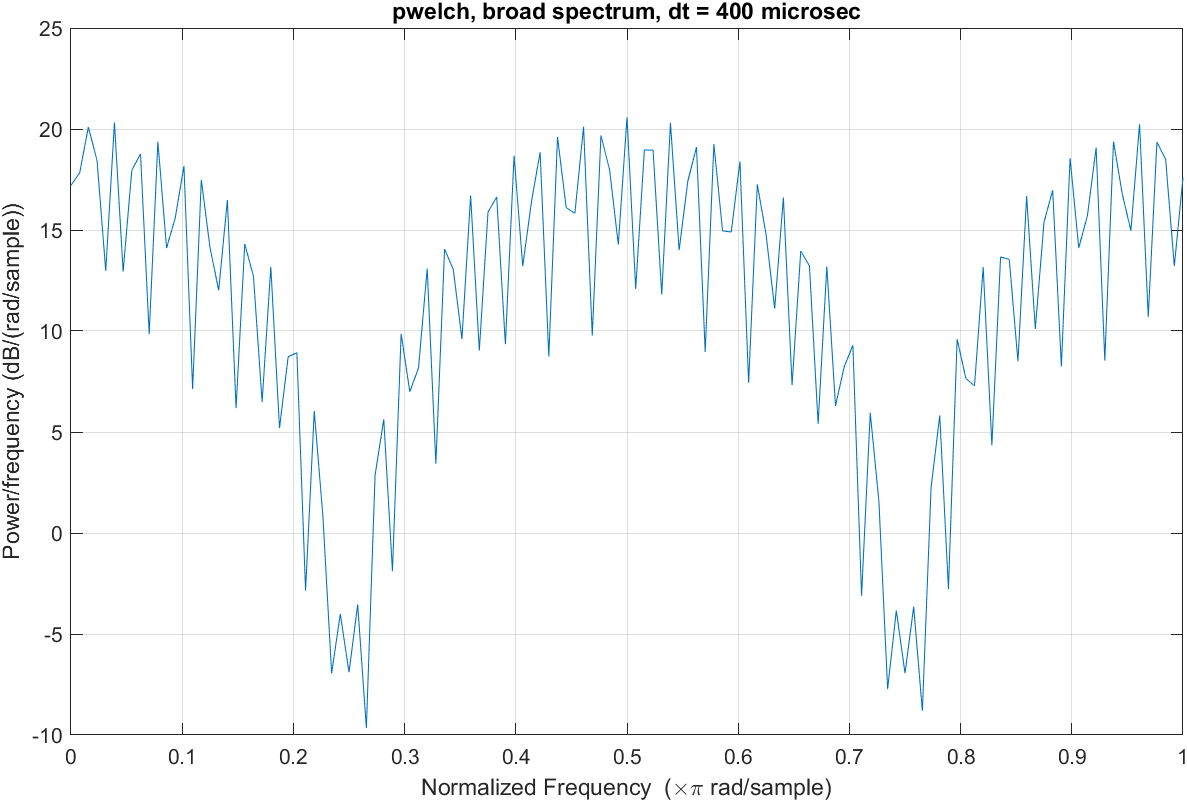 pwelch, broad spectrum, dt = 400 microsec
25
20
15
10
5
0
-5
-10
Power/frequency (dB/(rad/sample))
0 0.1 0.2 0.3 0.4 0.5 0.6 0.7 0.8 0.9 1
Normalized Frequency (×π rad/sample)